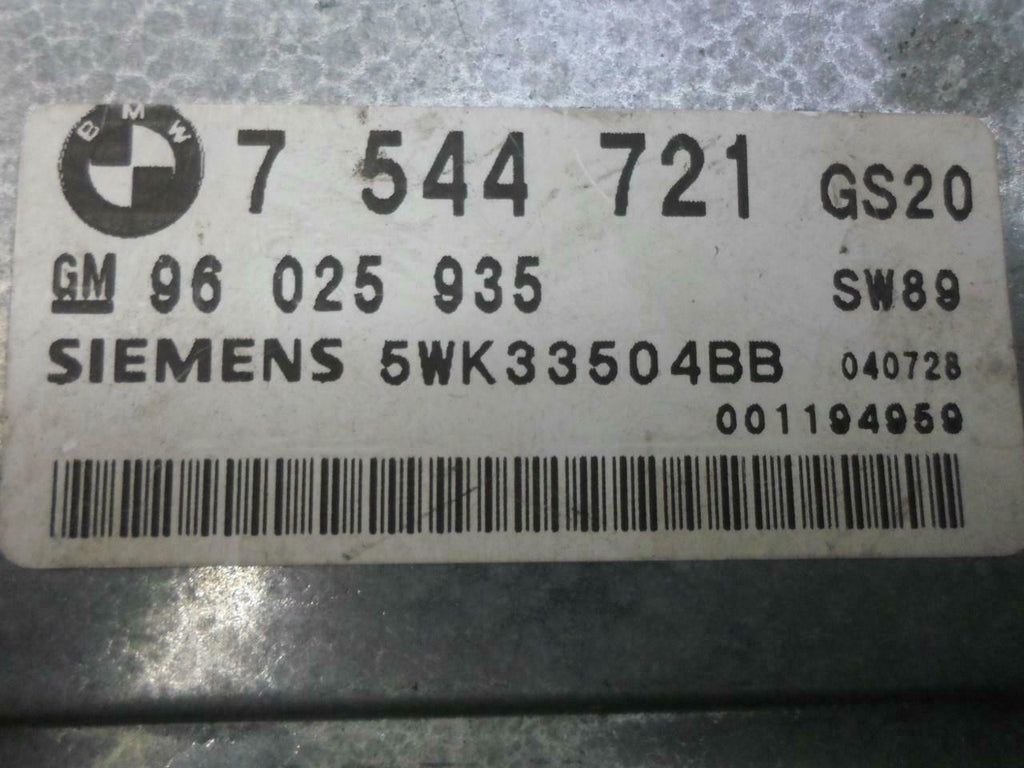 BMW 7 544 721 GS20
GM 96 025 935 SW89
SIEMENS 5WK33504BB 040728
001194959